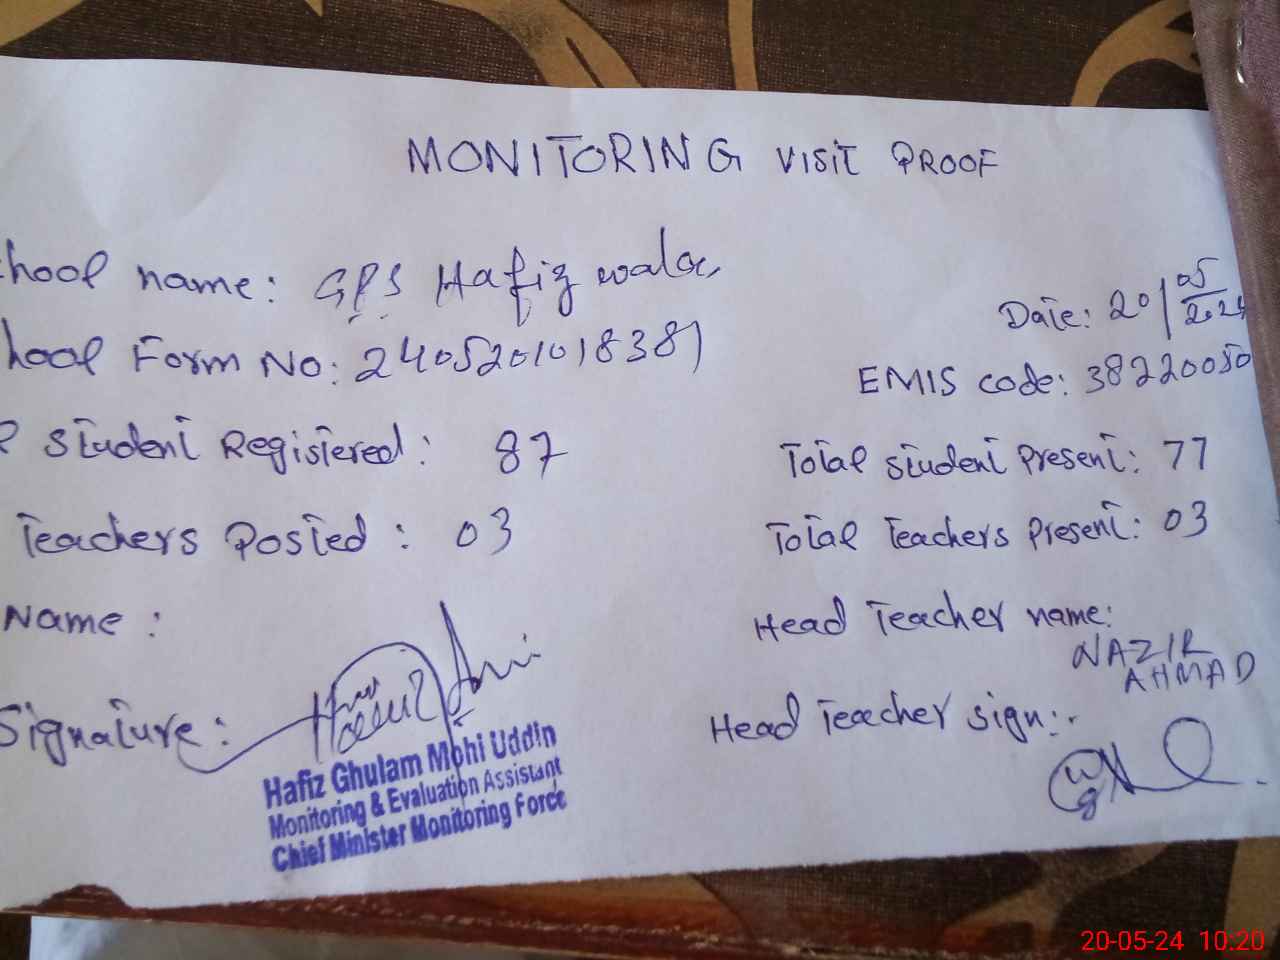 MONITORING VISIT PROOF
hool name: GPS Hafiz wala
Date: 20/05/2024
hool Form No: 2405201018381
EMIS code: 38220050
Student Registered: 87
Total student Present: 77
Teachers Posted: 03
Total Teachers Present: 03
Name:
Head Teacher name:
NAZIR
AHMAD
Signature:
Head Teacher sign:
Hafiz Ghulam Mohi Uddin
Monitoring & Evaluation Assistant
Chief Minister Monitoring Force
20-05-24 10:20